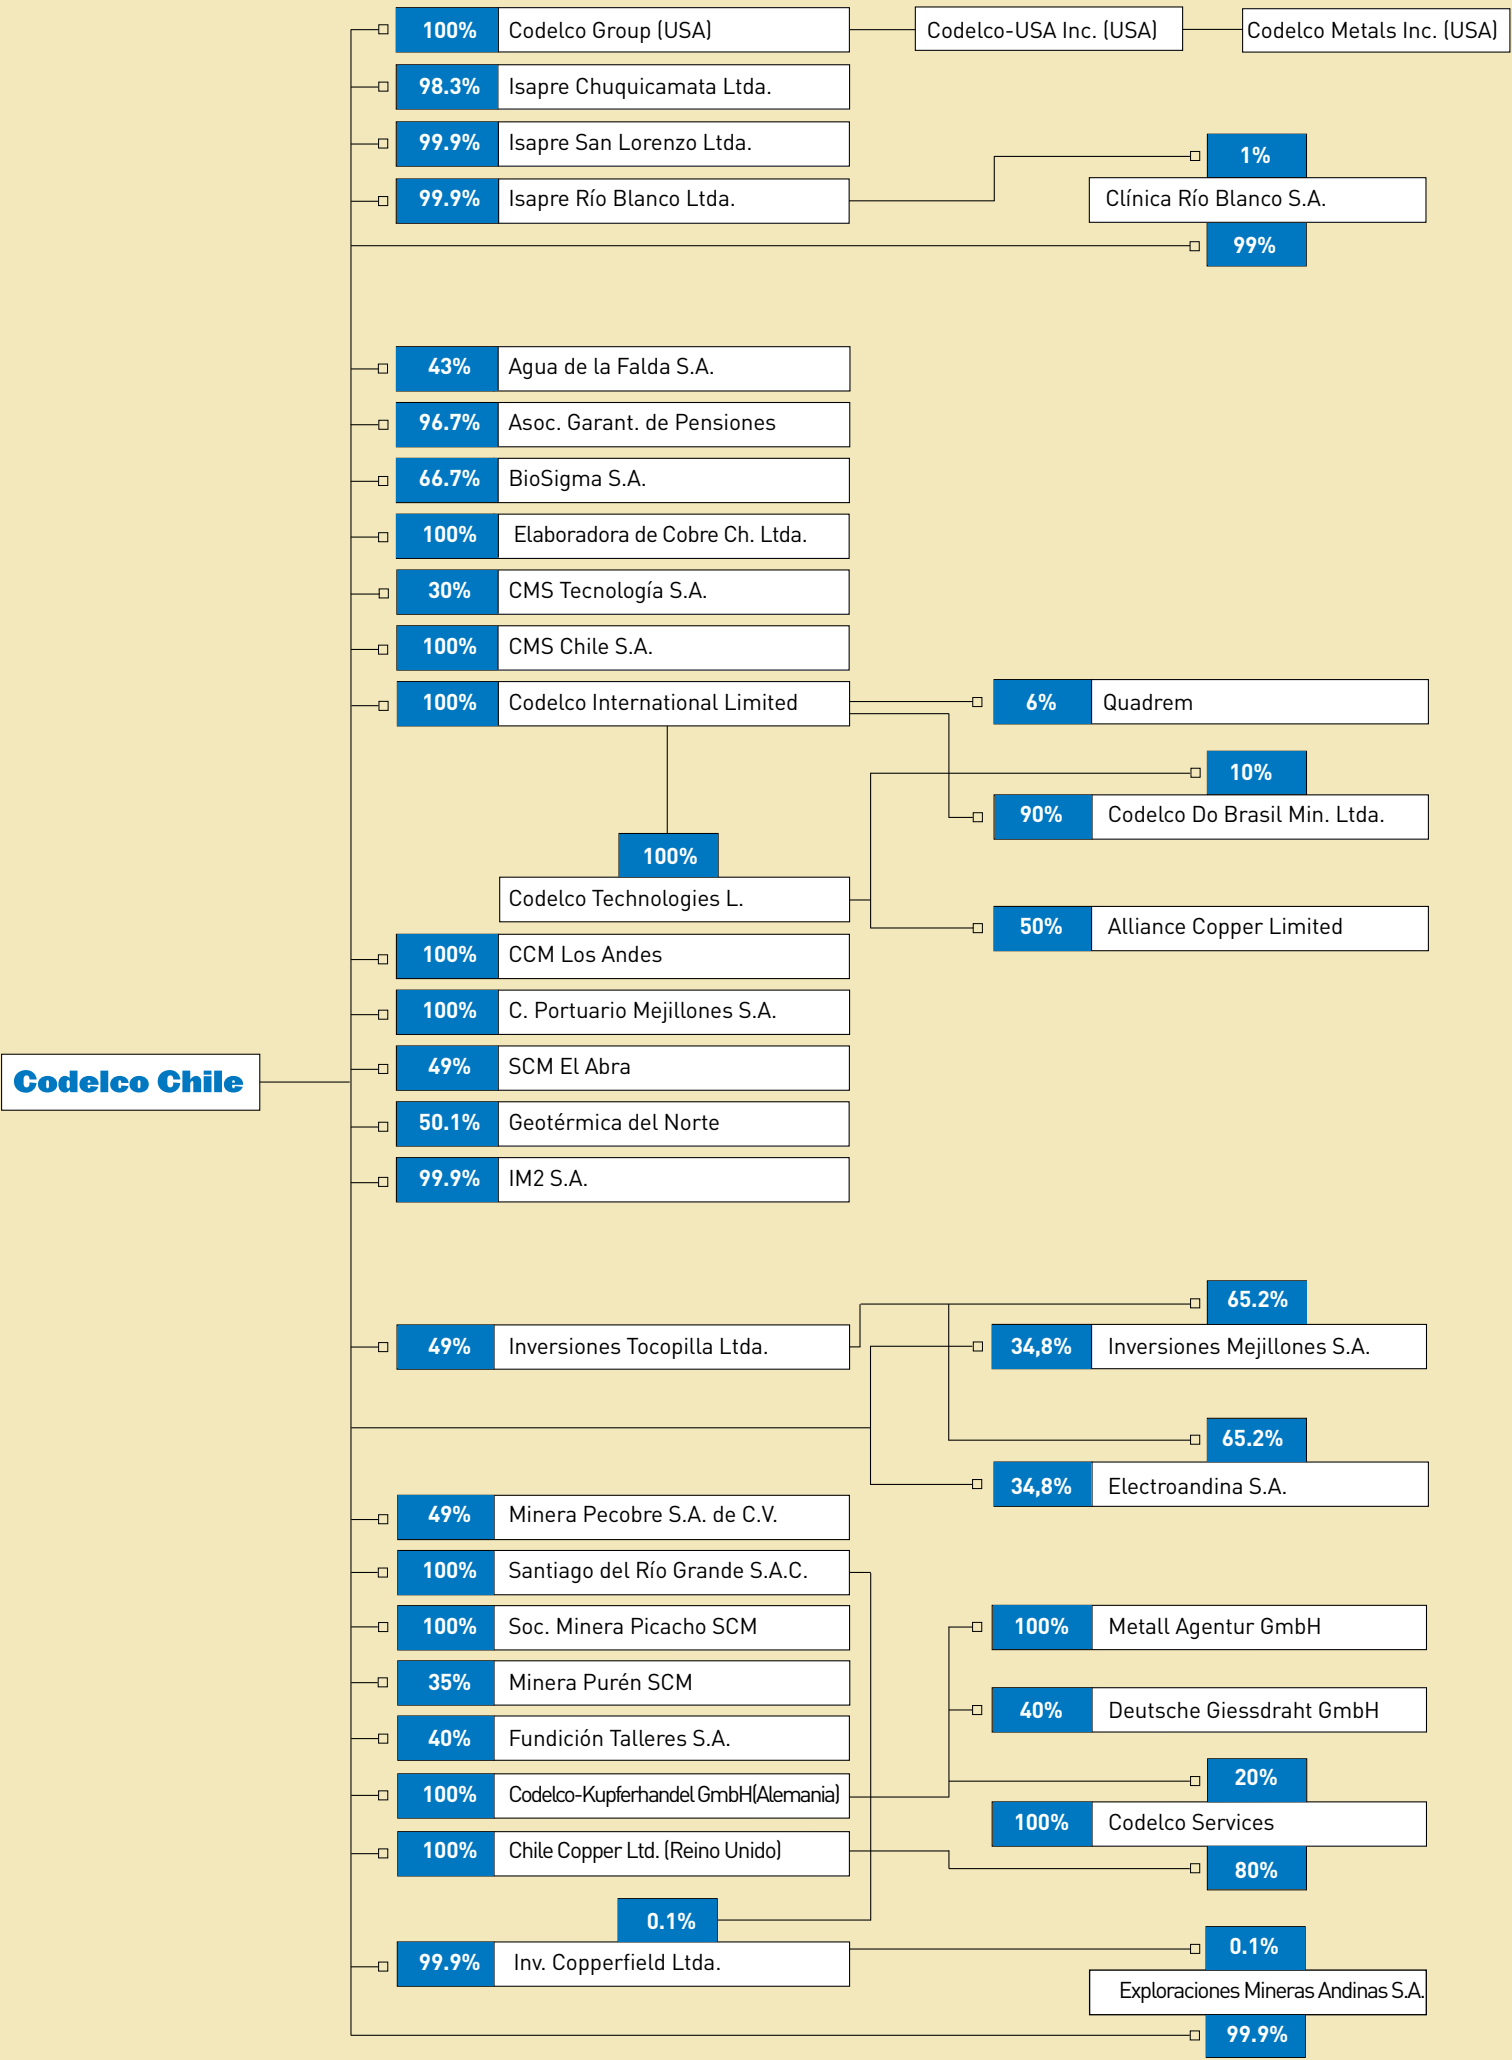 100% Codelco Group (USA) Codelco-USA Inc. (USA) Codelco Metals Inc. (USA)
98.3% Isapre Chuquicamata Ltda.
99.9% Isapre San Lorenzo Ltda.
1%
99.9% Isapre Río Blanco Ltda. Clínica Río Blanco S.A.
99%
43% Agua de la Falda S.A.
96.7% Asoc. Garant. de Pensiones
66.7% BioSigma S.A.
100% Elaboradora de Cobre Ch. Ltda.
30% CMS Tecnología S.A.
100% CMS Chile S.A.
100% Codelco International Limited 6% Quadrem
10%
90% Codelco Do Brasil Min. Ltda.
100%
Codelco Technologies L.
50% Alliance Copper Limited
100% CCM Los Andes
100% C. Portuario Mejillones S.A.
49% SCM El Abra
Codelco Chile
50.1% Geotérmica del Norte
99.9% IM2 S.A.
65.2%
49% Inversiones Tocopilla Ltda. 34,8% Inversiones Mejillones S.A.
65.2%
34,8% Electroandina S.A.
49% Minera Pecobre S.A. de C.V.
100% Santiago del Río Grande S.A.C.
100% Soc. Minera Picacho SCM 100% Metall Agentur GmbH
35% Minera Purén SCM
40% Deutsche Giessdraht GmbH
40% Fundición Talleres S.A.
20%
100% Codelco-Kupferhandel GmbH(Alemania)
100% Codelco Services
100% Chile Copper Ltd. (Reino Unido)
80%
0.1%
0.1%
99.9% Inv. Copperfield Ltda.
Exploraciones Mineras Andinas S.A.
99.9%